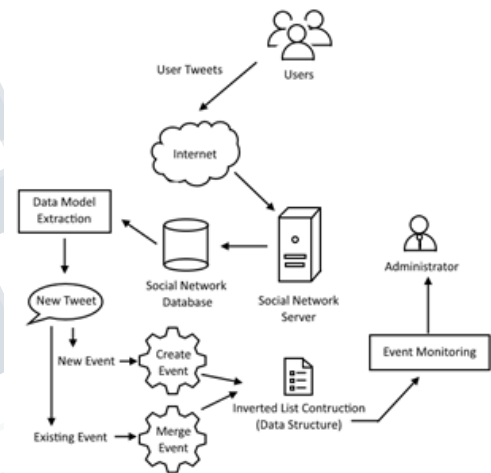 User Tweets
Users
Internet
Data Model
Extraction
Social Network
Database
Social Network
Server
Administrator
New Tweet
New Event
Create
Event
Event Monitoring
Inverted List Contruction
(Data Structure)
Existing Event
Merge
Event